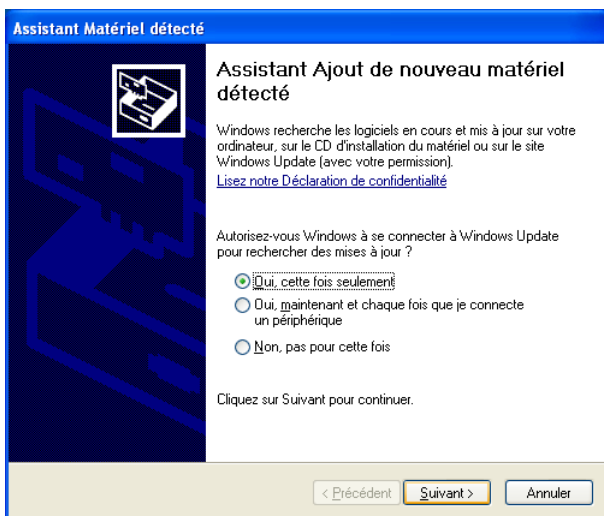 Assistant Matériel détecté
Assistant Ajout de nouveau matériel
détecté
Windows recherche les logiciels en cours et mis à jour sur votre
ordinateur, sur le CD d'installation du matériel ou sur le site
Windows Update (avec votre permission).
Lisez notre Déclaration de confidentialité
Autorisez-vous Windows à se connecter à Windows Update
pour rechercher des mises à jour ?
Oui, cette fois seulement
Oui, maintenant et chaque fois que je connecte
un périphérique
Non, pas pour cette fois
Cliquez sur Suivant pour continuer.
< Précédent Suivant > Annuler